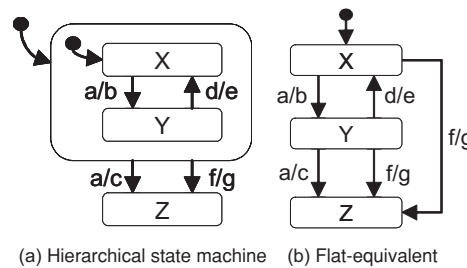 X
a/b
d/e
Y
a/c
f/g
Z
(a) Hierarchical state machine
X
a/b
d/e
f/g
Y
a/c
f/g
Z
(b) Flat-equivalent